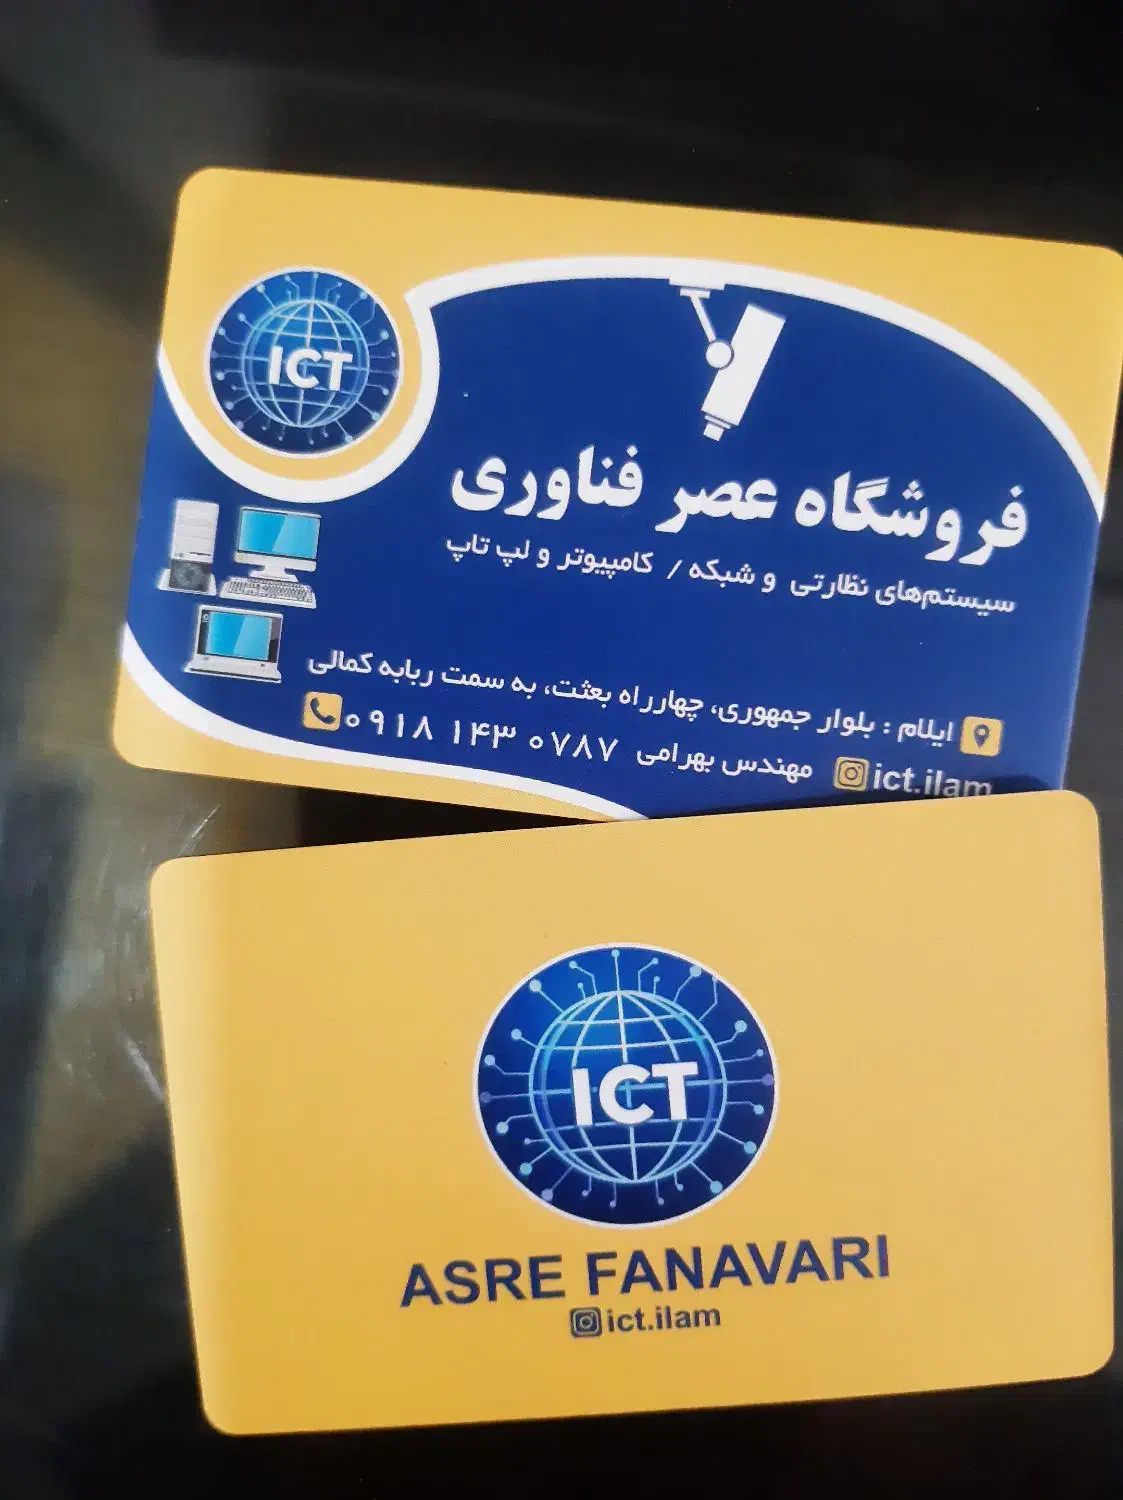 ICT
فروشگاه عصر فناوری
سیستم‌های نظارتی و شبکه / کامپیوتر و لپ تاپ
ایلام : بلوار جمهوری، چهارراه بعثت، به سمت ربابه کمالی
ict.ilam مهندس بهرامی ۰۹۱۸ ۱۴۳ ۰۷۸۷
ICT
ASRE FANAVARI
ict.ilam